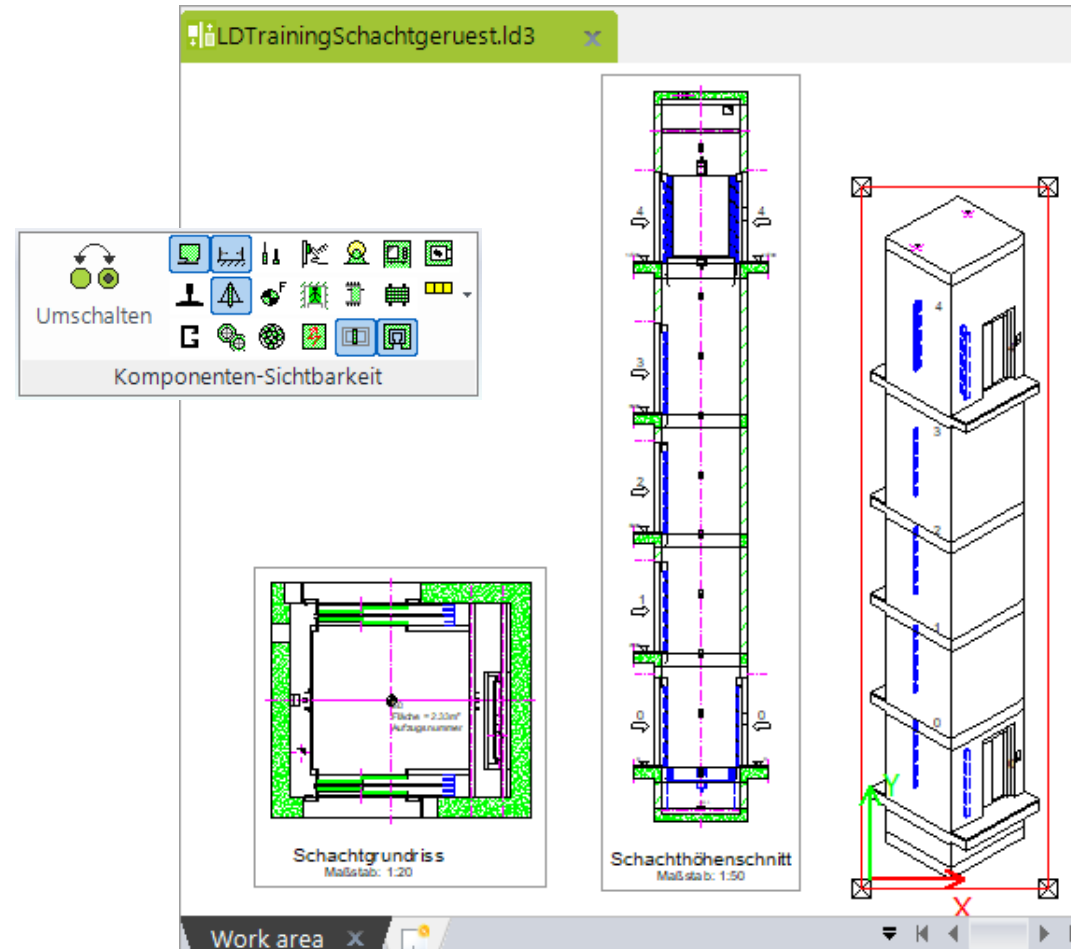 LDTrainingSchachtgeruest.ld3
Umschalten
F
Komponenten-Sichtbarkeit
4 4
3
2
1
0 0
Schachthöhenschnitt
Maßstab: 1:50
Fläche = 2.33m²
Aufzugsnummer
Schachtgrundriss
Maßstab: 1:20
4
3
2
1
0
Y
X
Work area